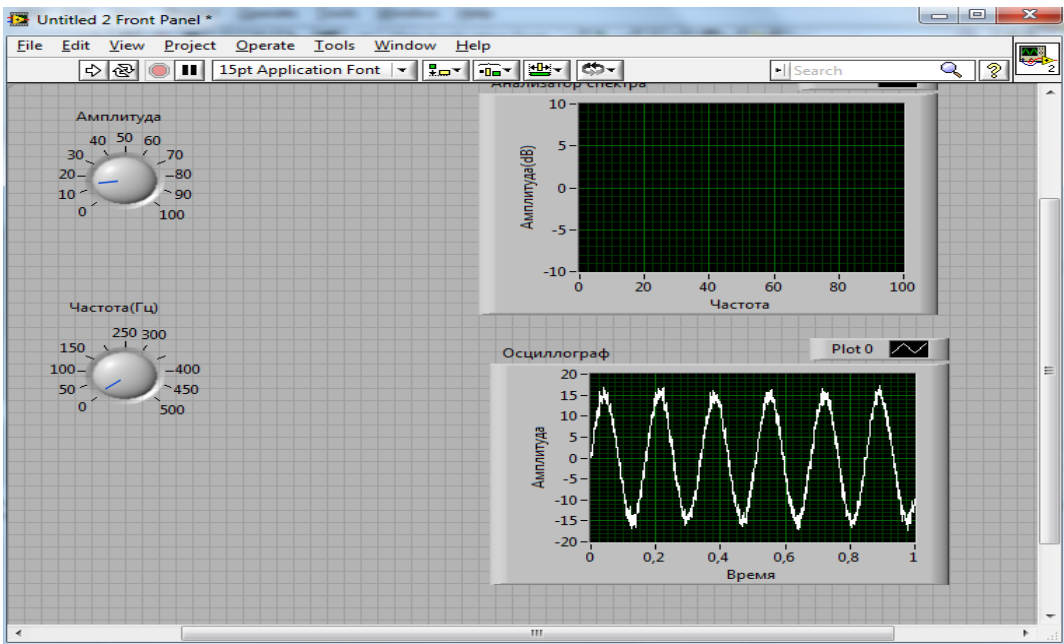 Untitled 2 Front Panel *
File Edit View Project Operate Tools Window Help
15pt Application Font
Search
2
Амплитуда
0 10 20 30 40 50 60 70 80 90 100
Частота(Гц)
0 50 100 150 250 300 400 450 500
Анализатор спектра
Амплитуда(dB)
10
5
0
-5
-10
0 20 40 60 80 100
Частота
Осциллограф
Plot 0
Амплитуда
20
15
10
5
0
-5
-10
-15
-20
0 0,2 0,4 0,6 0,8 1
Время